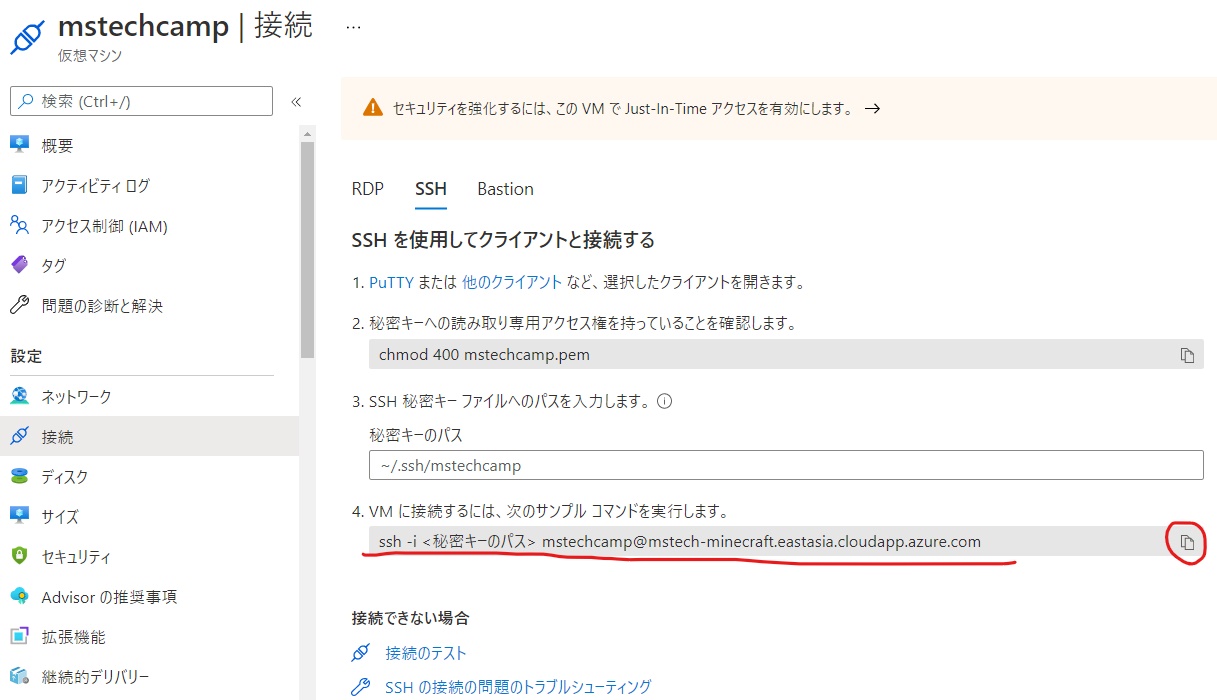 mstechcamp | 接続
…
仮想マシン
検索 (Ctrl+/)
«
概要
アクティビティ ログ
アクセス制御 (IAM)
タグ
問題の診断と解決
設定
ネットワーク
接続
ディスク
サイズ
セキュリティ
Advisor の推奨事項
拡張機能
継続的デリバリー
セキュリティを強化するには、この VM で Just-In-Time アクセスを有効にします。 →
RDP SSH Bastion
SSH を使用してクライアントと接続する
1. PuTTY または 他のクライアント など、選択したクライアントを開きます。
2. 秘密キーへの読み取り専用アクセス権を持っていることを確認します。
chmod 400 mstechcamp.pem
3. SSH 秘密キー ファイルへのパスを入力します。
秘密キーのパス
~/.ssh/mstechcamp
4. VM に接続するには、次のサンプル コマンドを実行します。
ssh -i <秘密キーのパス> mstechcamp@mstech-minecraft.eastasia.cloudapp.azure.com
接続できない場合
接続のテスト
SSH の接続の問題のトラブルシューティング